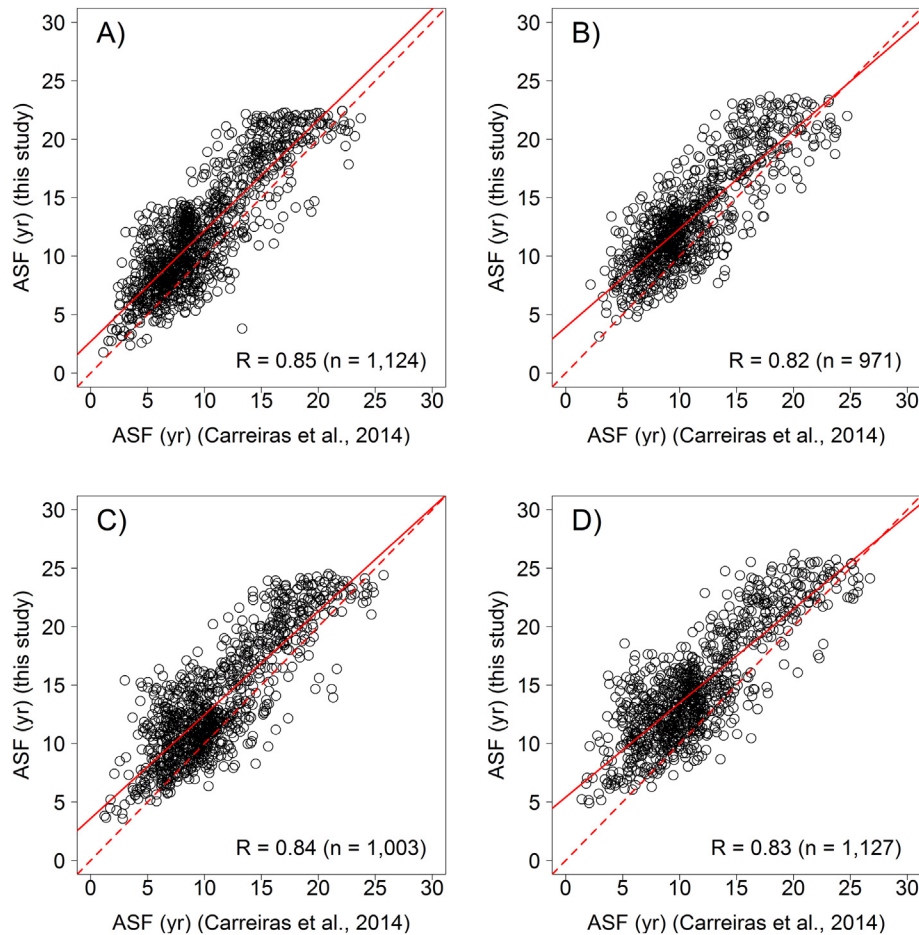 A)
30
25
20
15
10
5
0
ASF (yr) (this study)
R = 0.85 (n = 1,124)
0 5 10 15 20 25 30
ASF (yr) (Carreiras et al., 2014)
B)
30
25
20
15
10
5
0
ASF (yr) (this study)
R = 0.82 (n = 971)
0 5 10 15 20 25 30
ASF (yr) (Carreiras et al., 2014)
C)
30
25
20
15
10
5
0
ASF (yr) (this study)
R = 0.84 (n = 1,003)
0 5 10 15 20 25 30
ASF (yr) (Carreiras et al., 2014)
D)
30
25
20
15
10
5
0
ASF (yr) (this study)
R = 0.83 (n = 1,127)
0 5 10 15 20 25 30
ASF (yr) (Carreiras et al., 2014)